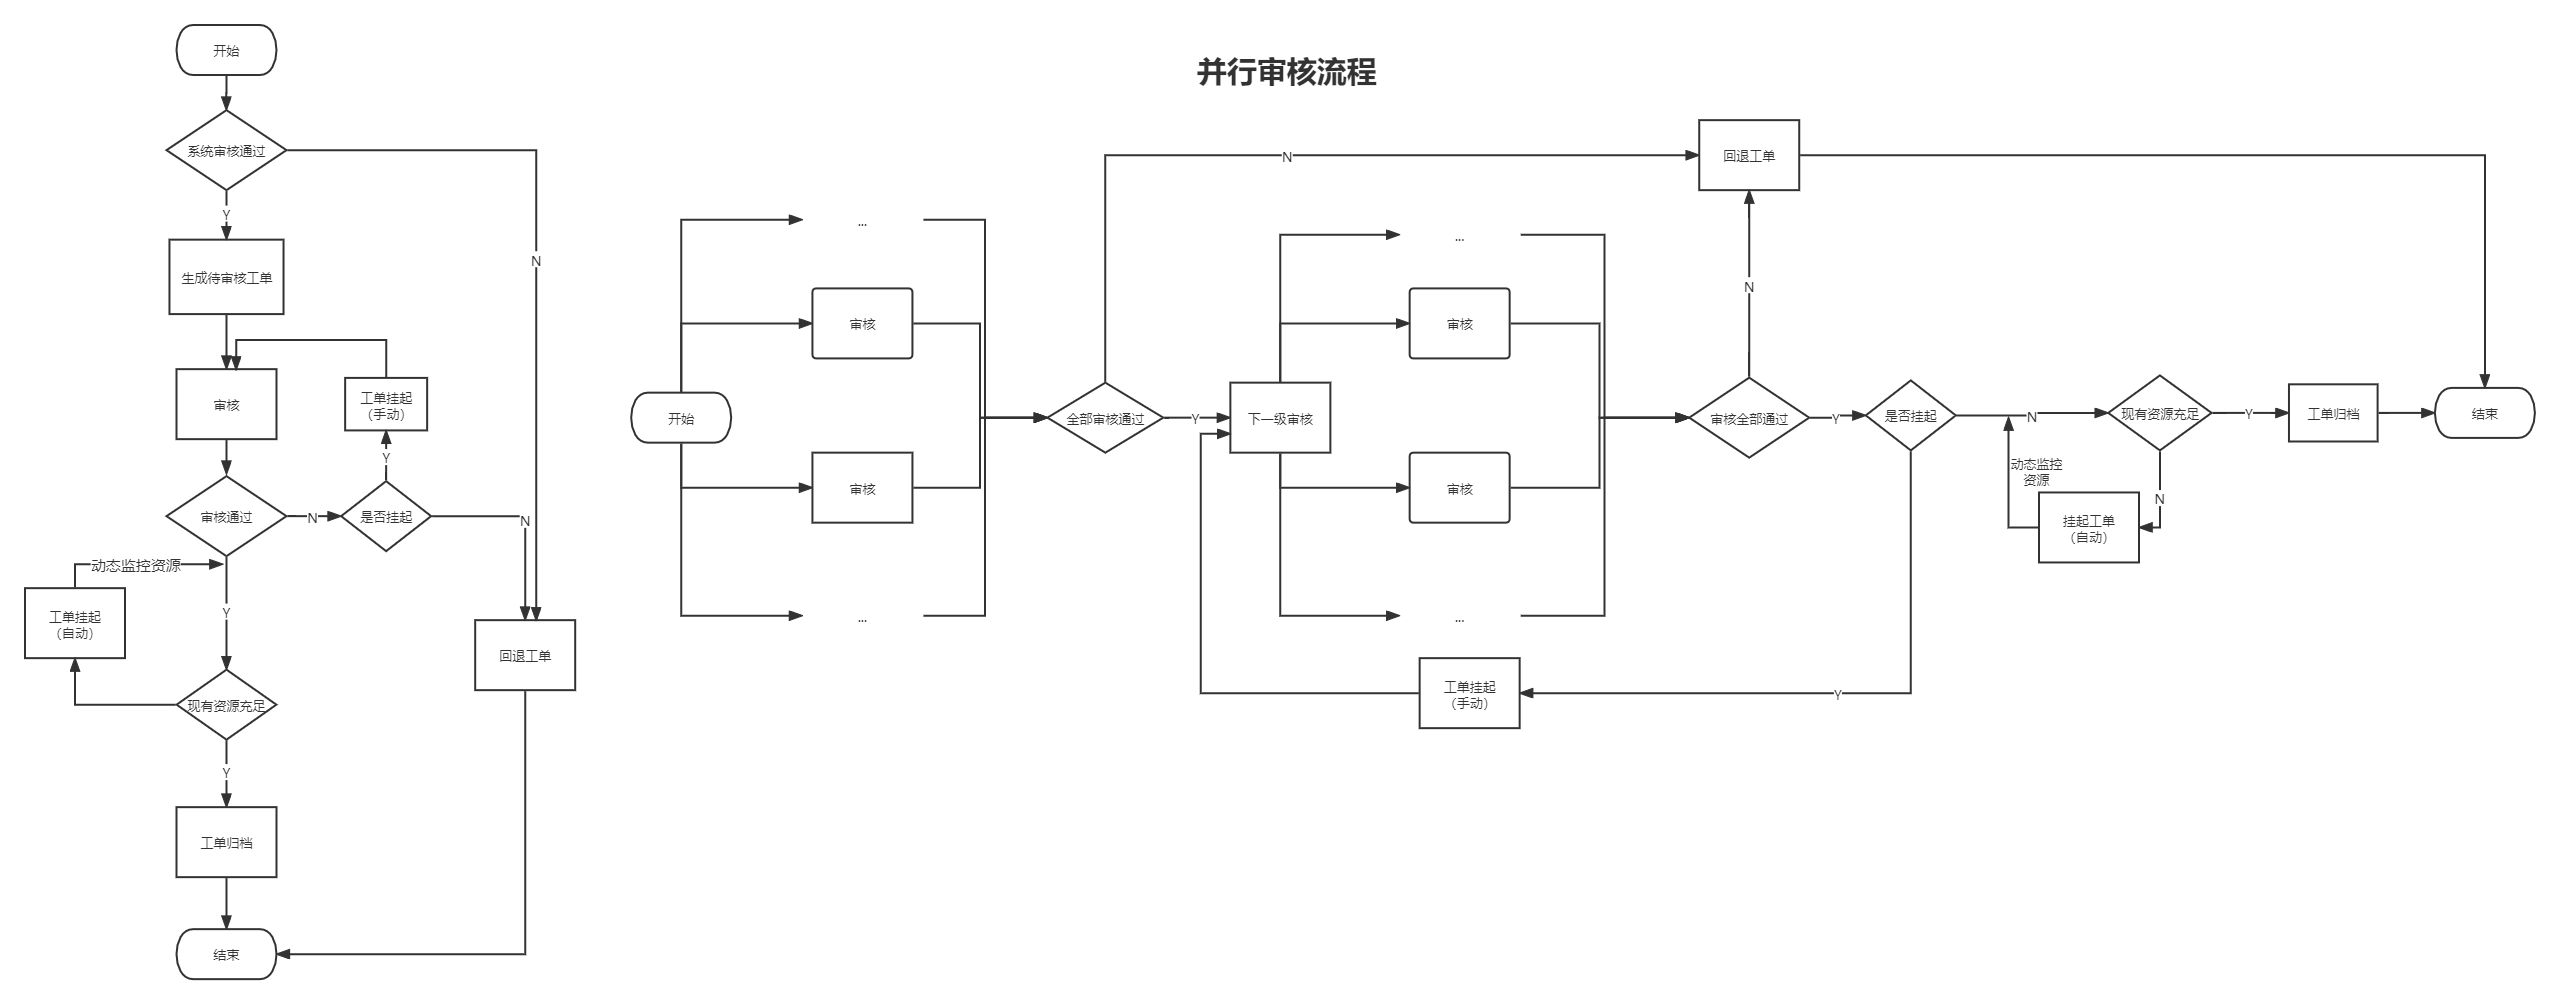 开始
系统审核通过
Y
N
生成待审核工单
审核
工单挂起
（手动）
Y
审核通过
N
是否挂起
N
动态监控资源
工单挂起
（自动）
Y
回退工单
现有资源充足
Y
工单归档
结束
并行审核流程
开始
...
审核
审核
...
全部审核通过
N
Y
下一级审核
...
审核
审核
...
工单挂起
（手动）
回退工单
N
审核全部通过
Y
是否挂起
Y
N
动态监控
资源
挂起工单
（自动）
现有资源充足
N
Y
工单归档
结束